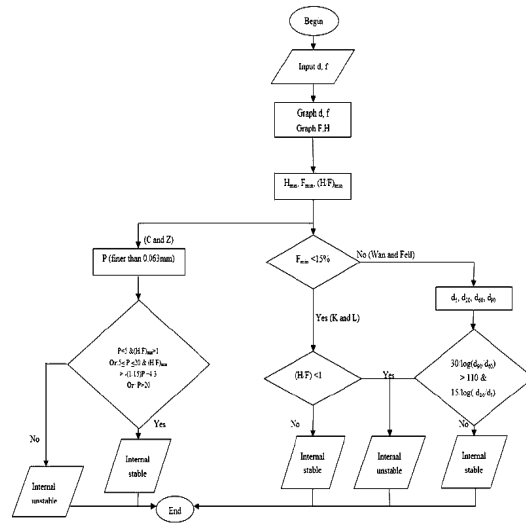 Begin
Input d, f
Graph d, f
Graph F,H
Hmin, Fmin, (H/F)min
(C and Z)
P (finer than 0.063mm)
Fmin <15%
No (Wan and Fell)
d5, d20, d60, d90
Yes (K and L)
P<5 &(H/F)min>1
Or: 5≤ P ≤20 & (H/F)min
Or: P>20
(H/F) <1
30/log(d90/d60)
> 110 &
15/log( d20/d5)
No
Yes
No
Yes
No
Internal
unstable
Internal
stable
Internal
stable
Internal
unstable
Internal
stable
End